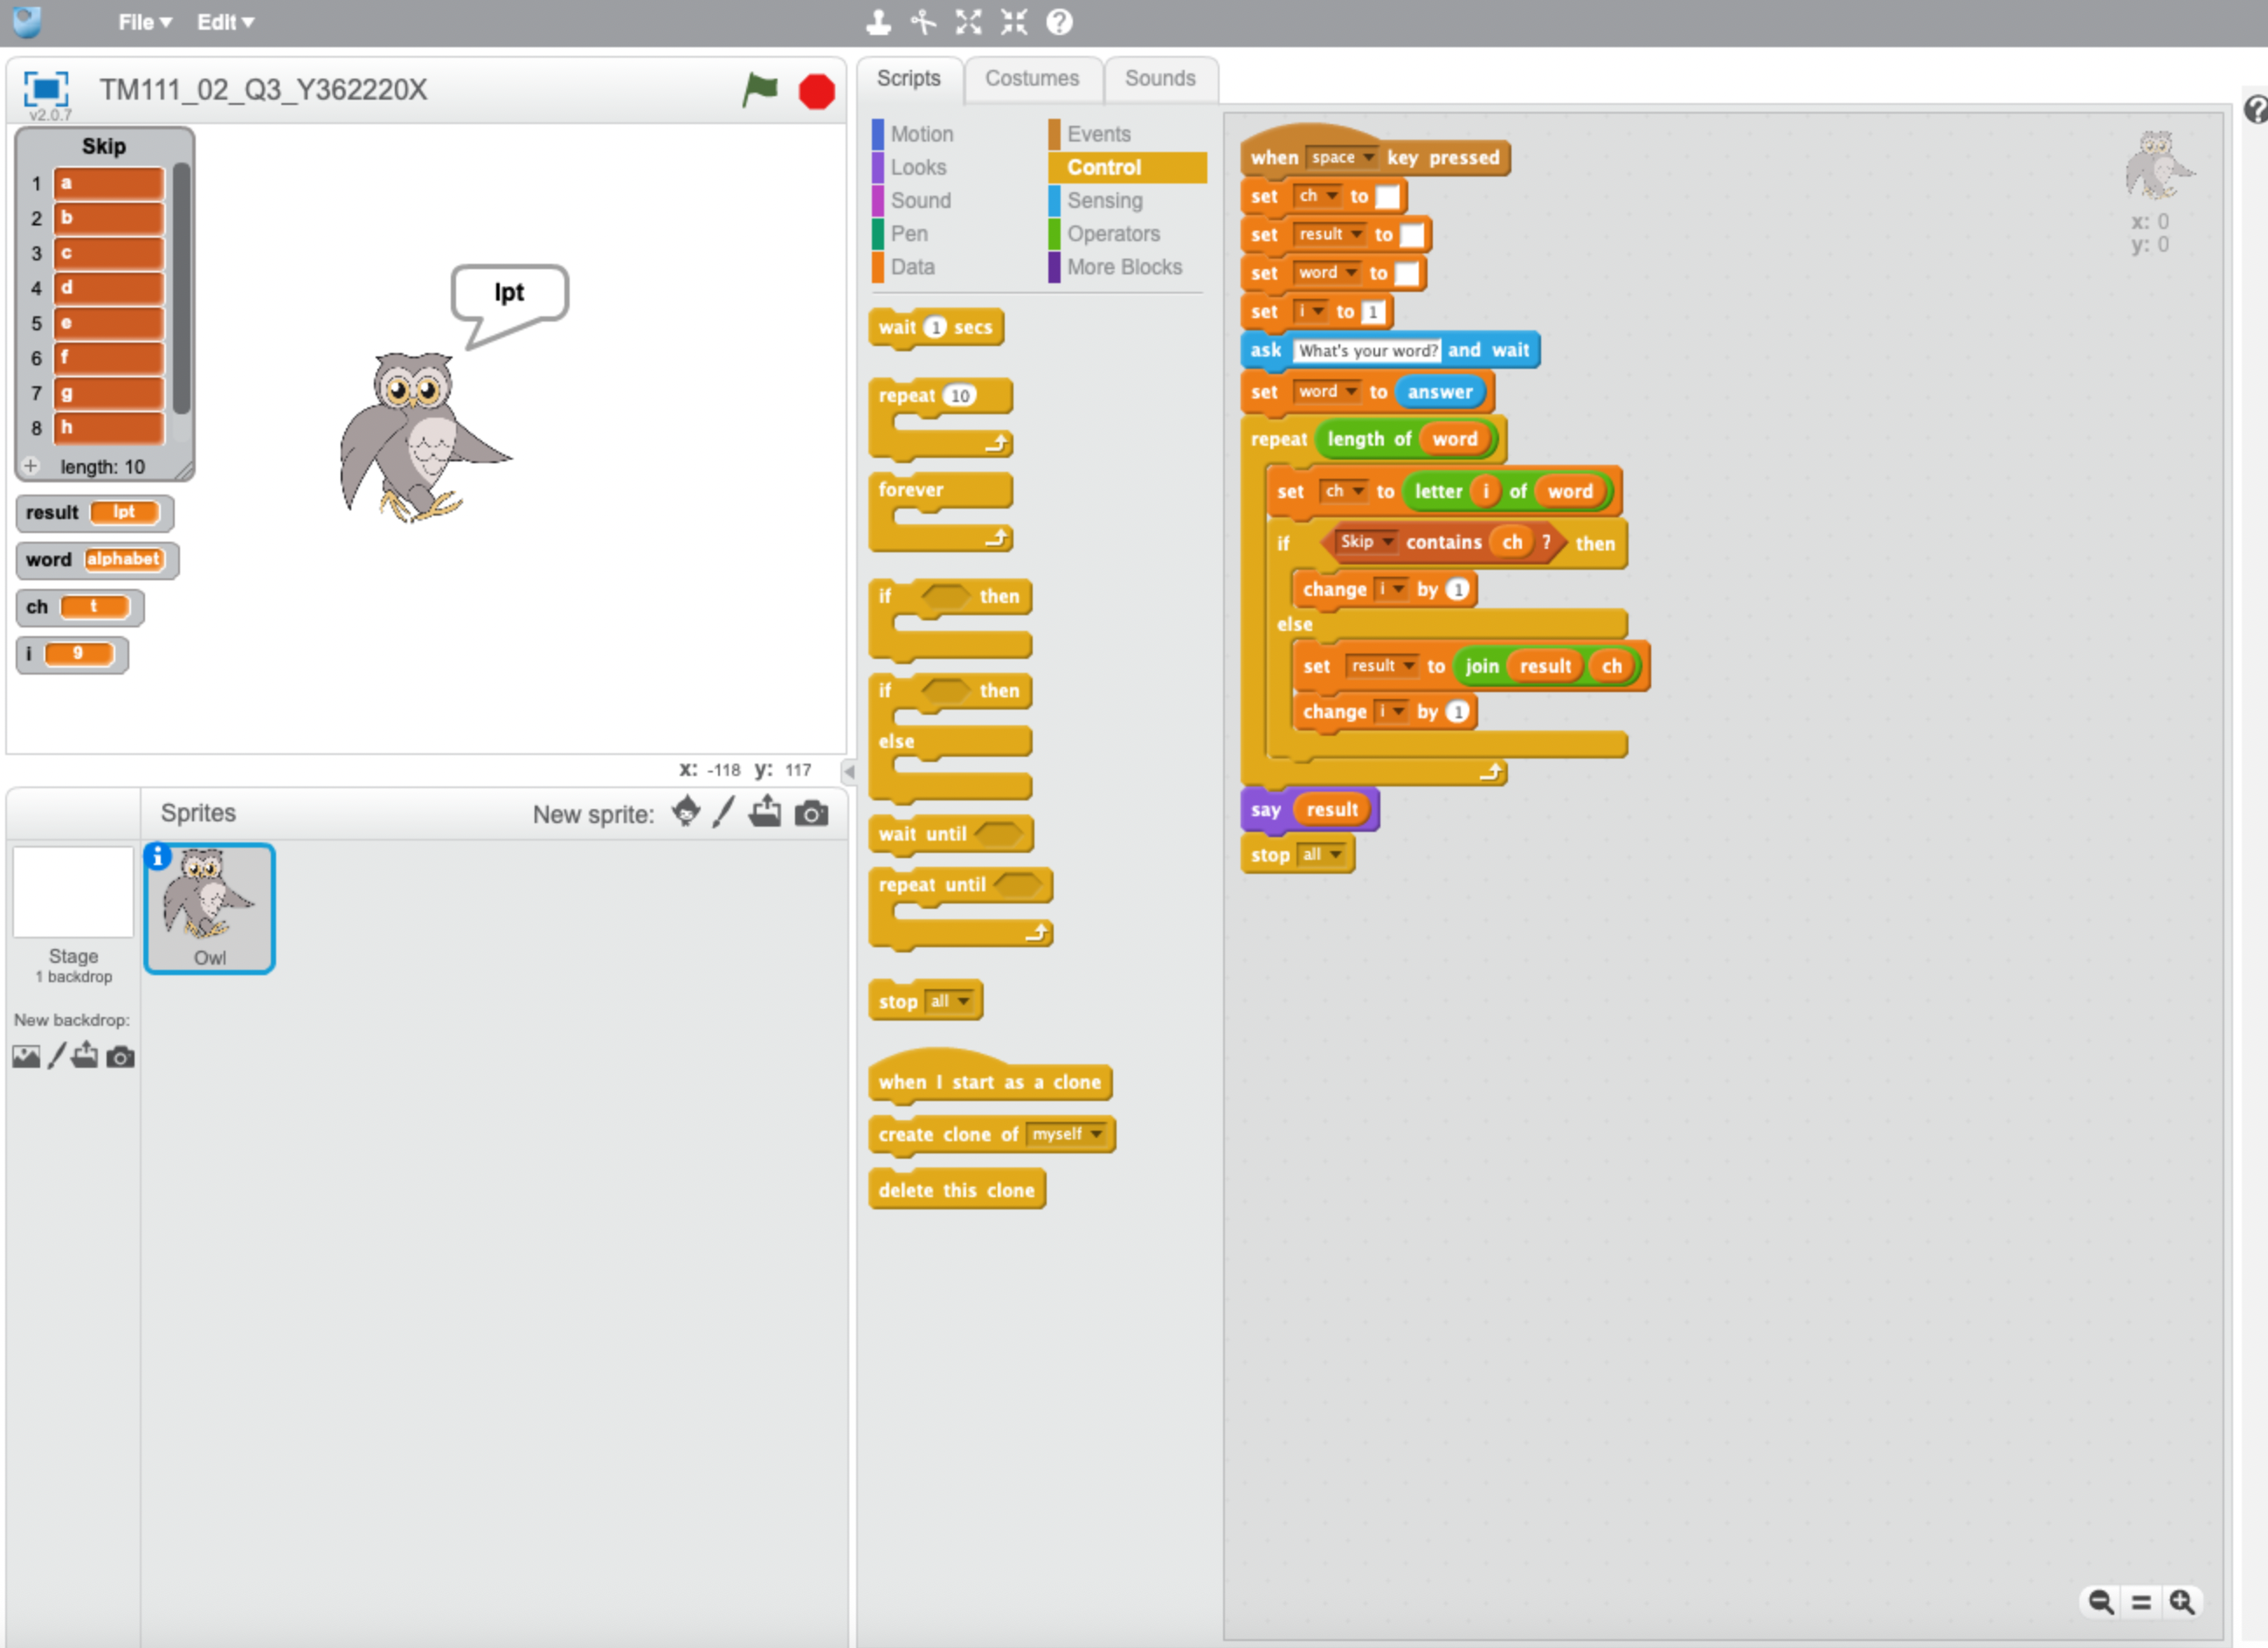 File Edit
TM111_02_Q3_Y362220X
v2.0.7
Skip
1 a
2 b
3 c
4 d
5 e
6 f
7 g
8 h
+ length: 10
lpt
result lpt
word alphabet
ch t
i 9
x: -118 y: 117
Sprites New sprite:
Stage
1 backdrop
New backdrop:
Owl
Scripts Costumes Sounds
Motion Events
Looks Control
Sound Sensing
Pen Operators
Data More Blocks
wait 1 secs
repeat 10
forever
if then
if then
else
wait until
repeat until
stop all
when I start as a clone
create clone of myself
delete this clone
when space key pressed
set ch to
set result to
set word to
set i to 1
ask What's your word? and wait
set word to answer
repeat length of word
set ch to letter i of word
if Skip contains ch ? then
change i by 1
else
set result to join result ch
change i by 1
say result
stop all
x: 0
y: 0